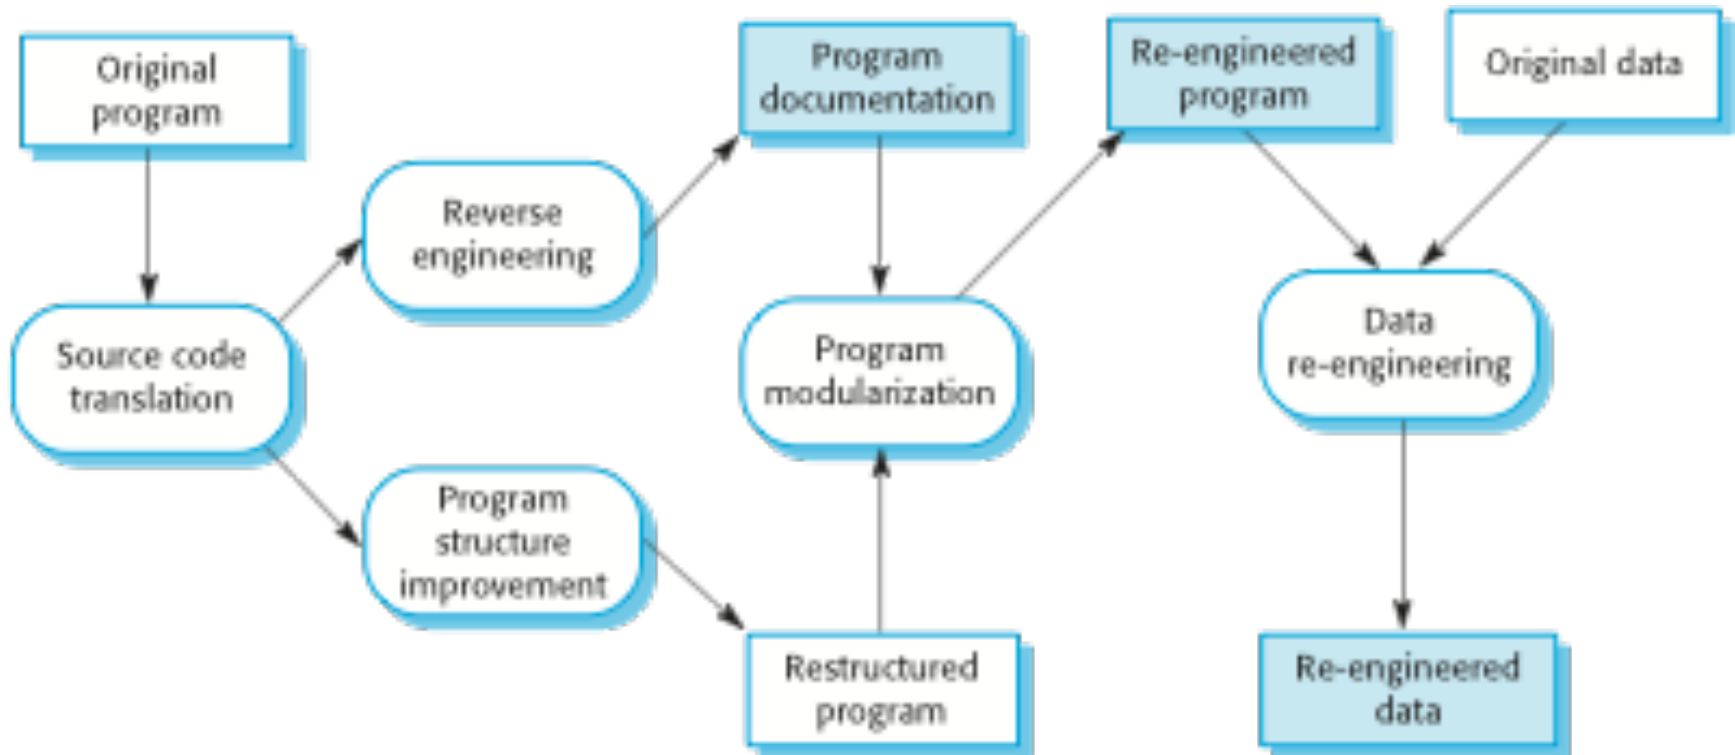 Original
program
Program
documentation
Re-engineered
program
Original data
Reverse
engineering
Source code
translation
Program
modularization
Data
re-engineering
Program
structure
improvement
Restructured
program
Re-engineered
data